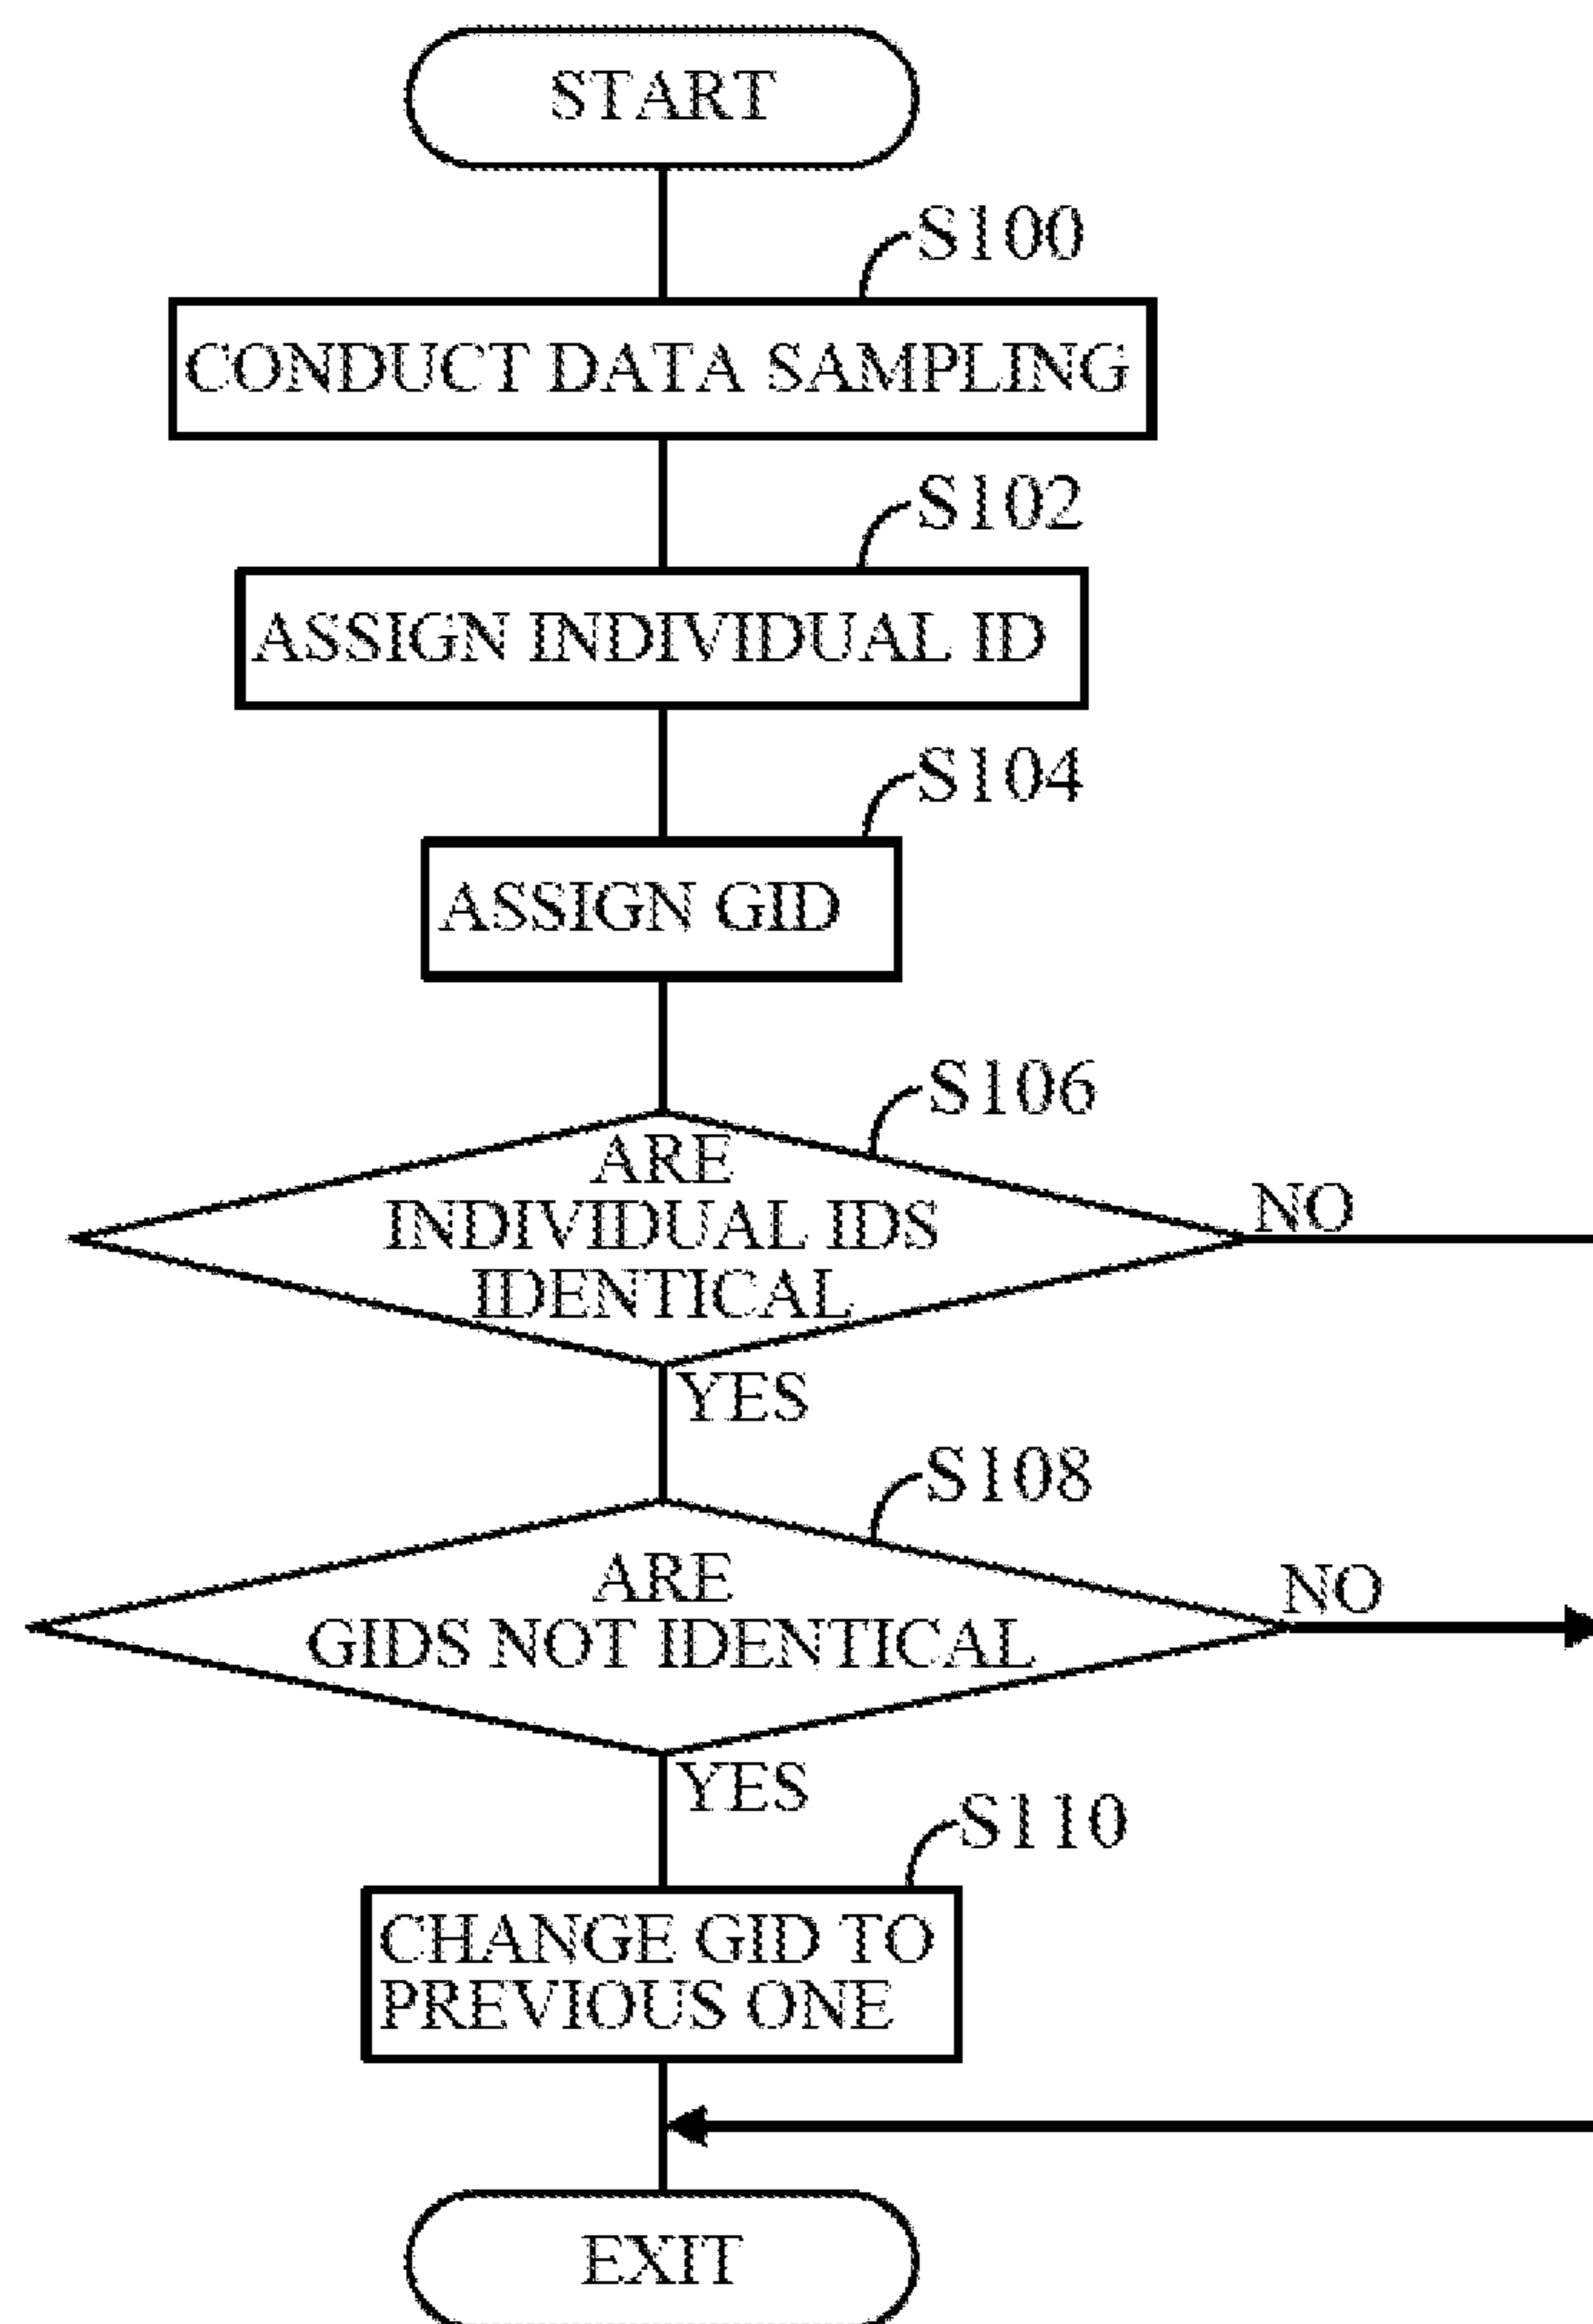 START
S100
CONDUCT DATA SAMPLING
S102
ASSIGN INDIVIDUAL ID
S104
ASSIGN GID
S106
ARE
INDIVIDUAL IDS
IDENTICAL
NO
YES
S108
ARE
GIDS NOT IDENTICAL
NO
YES
S110
CHANGE GID TO
PREVIOUS ONE
EXIT